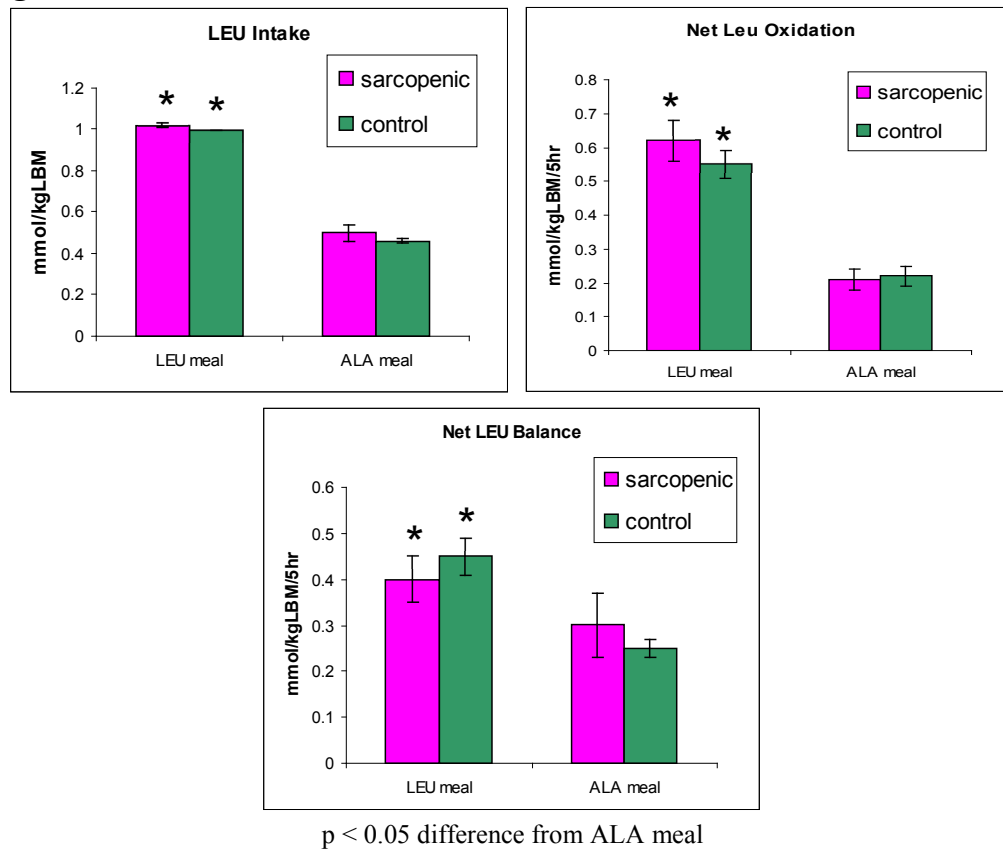 LEU Intake
sarcopenic
control
mmol/kgLBM
1.2
1
0.8
0.6
0.4
0.2
0
* *
LEU meal ALA meal
Net Leu Oxidation
sarcopenic
control
mmol/kgLBM/5hr
0.8
0.7
0.6
0.5
0.4
0.3
0.2
0.1
0
* *
LEU meal ALA meal
Net LEU Balance
sarcopenic
control
mmol/kgLBM/5hr
0.6
0.5
0.4
0.3
0.2
0.1
0
* *
LEU meal ALA meal
p < 0.05 difference from ALA meal